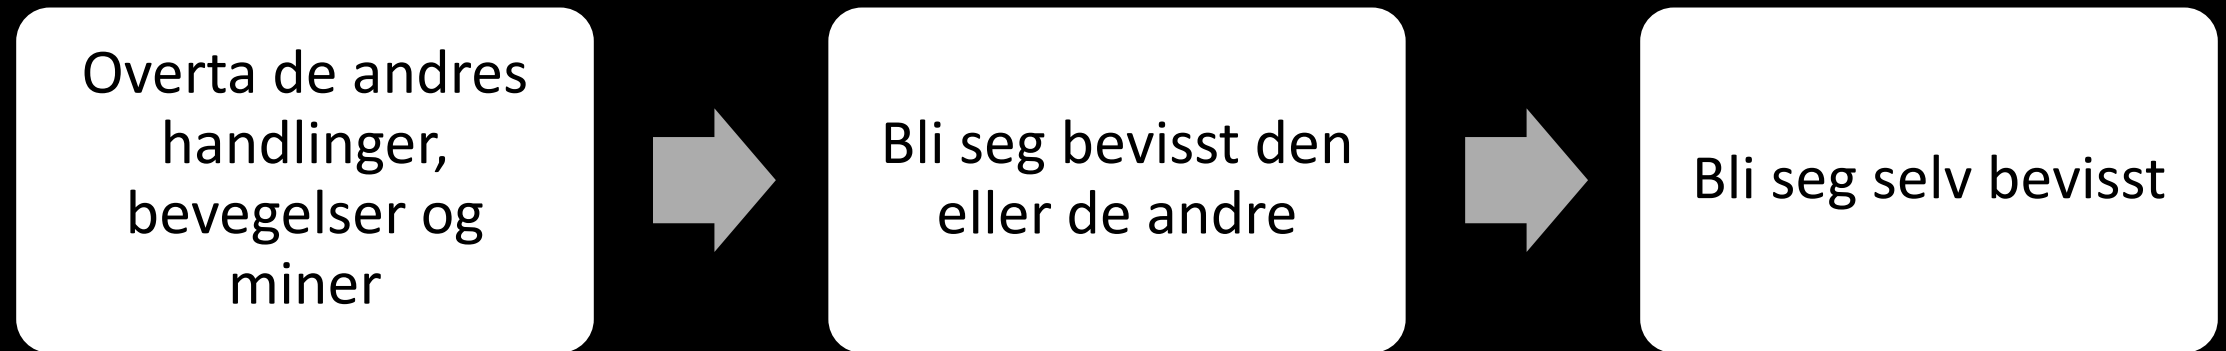 Overta de andres
handlinger,
bevegelser og
miner
Bli seg bevisst den
eller de andre
Bli seg selv bevisst